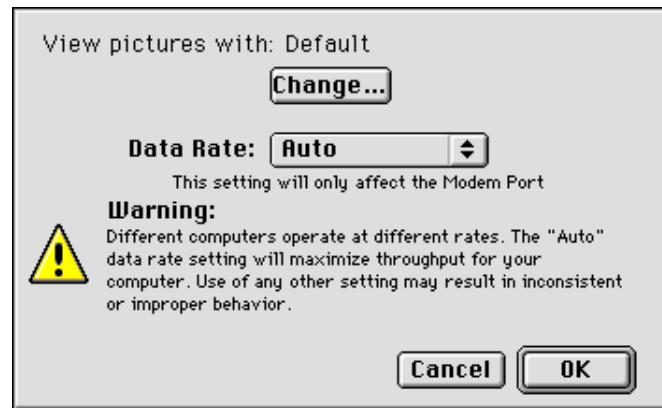 View pictures with: Default
Change...
Data Rate: Auto
This setting will only affect the Modem Port
Warning:
Different computers operate at different rates. The "Auto"
data rate setting will maximize throughput for your
computer. Use of any other setting may result in inconsistent
or improper behavior.
Cancel OK